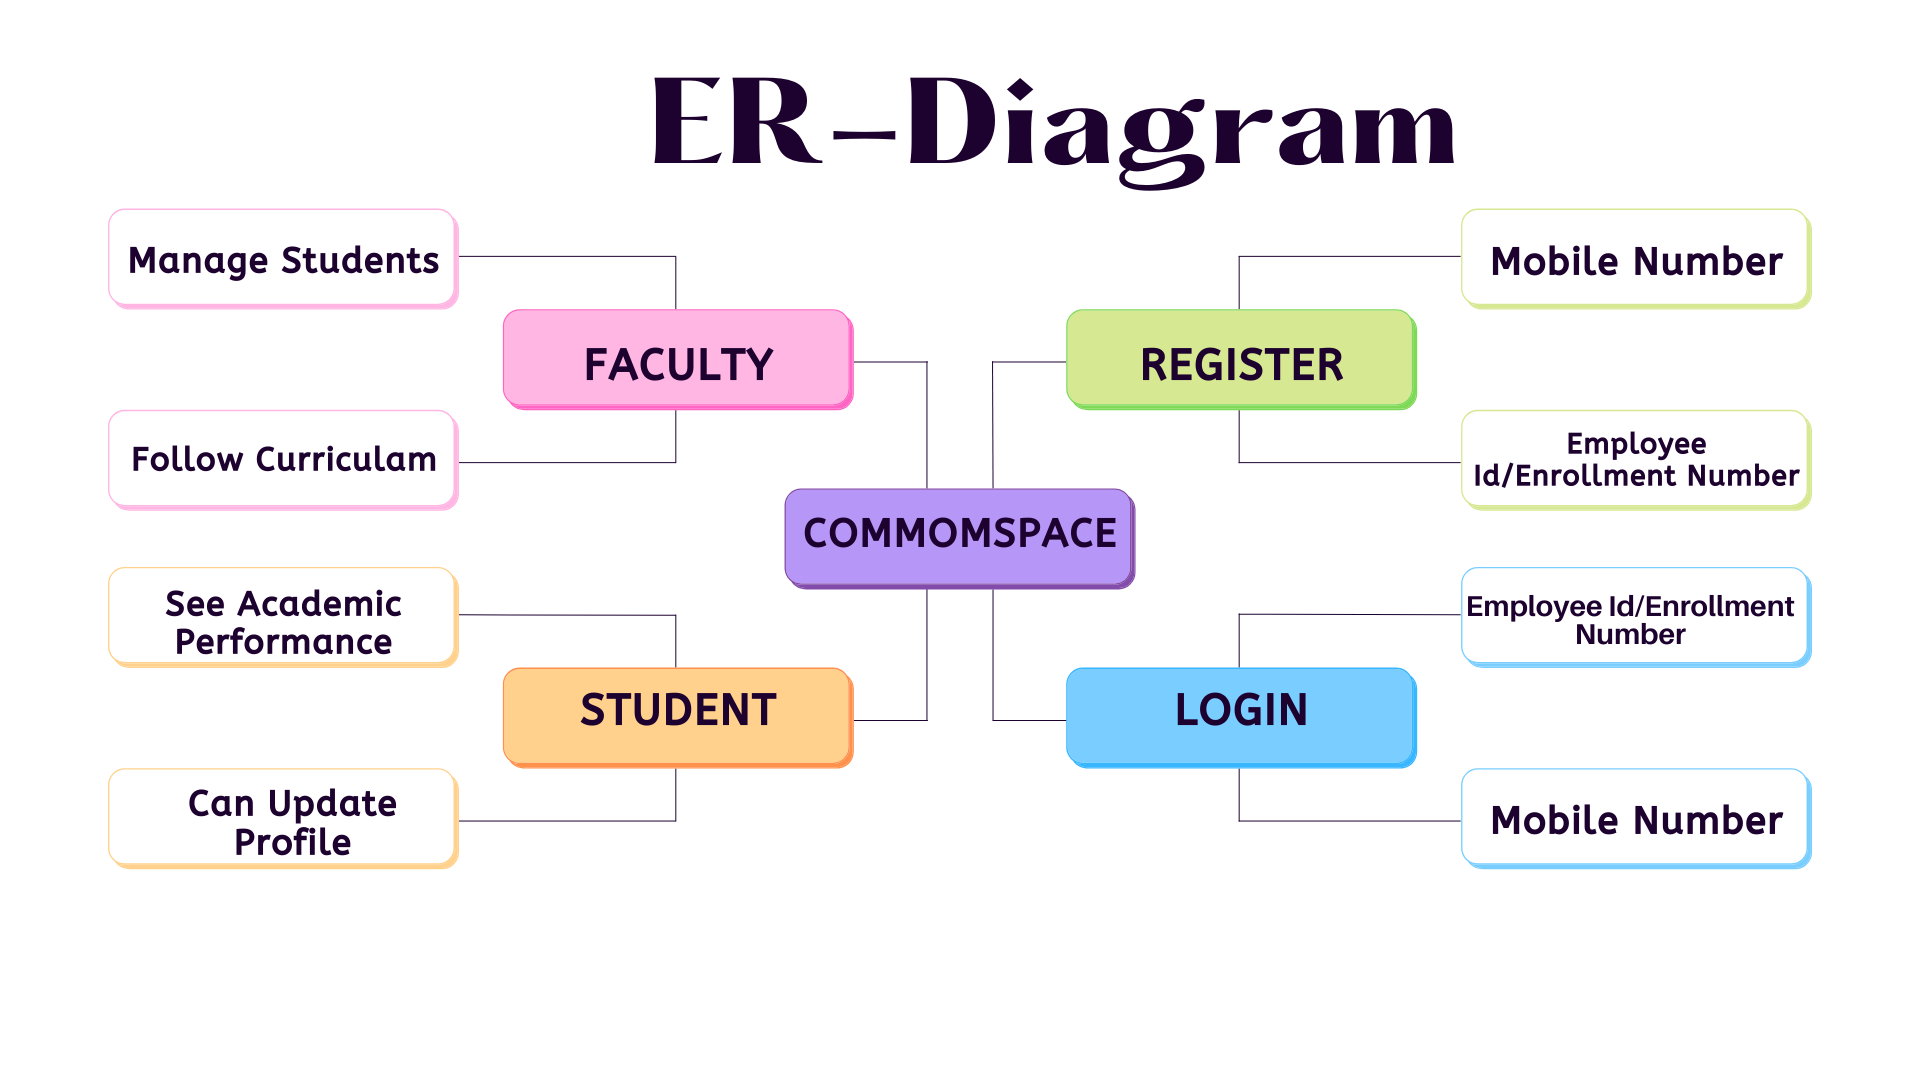 ER-Diagram
Manage Students
Mobile Number
FACULTY
REGISTER
Follow Curriculam
Employee
Id/Enrollment Number
COMMOMSPACE
See Academic
Performance
Employee Id/Enrollment
Number
STUDENT
LOGIN
Can Update
Profile
Mobile Number